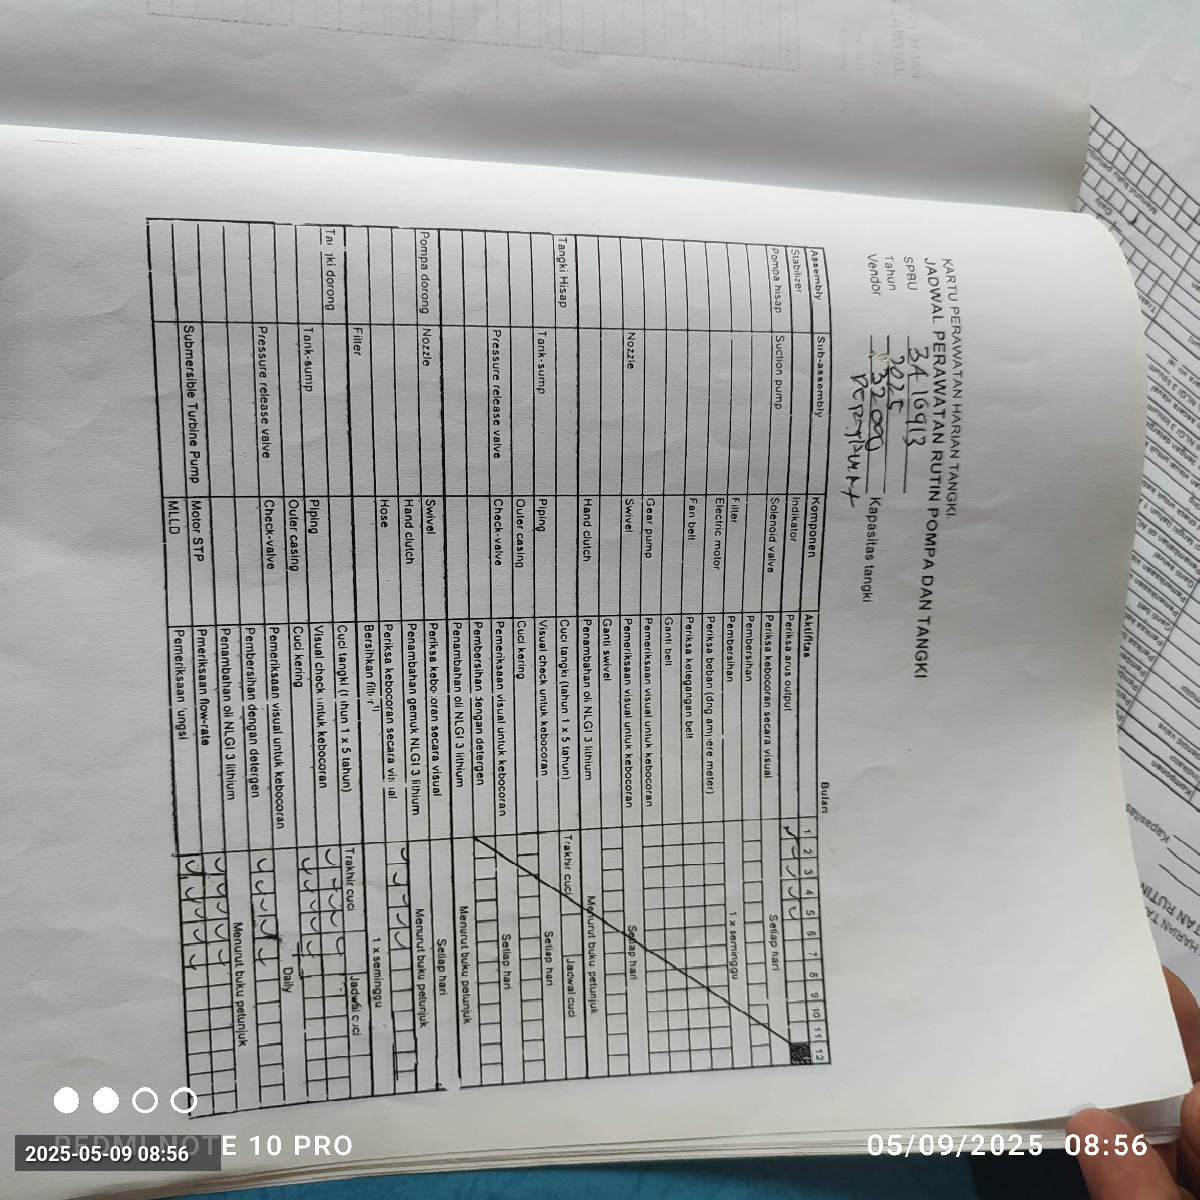 KARTU PERAWATAN HARIAN TANGKI.
JADWAL PERAWATAN RUTIN POMPA DAN TANGKI
SPBU 3416913
Tahun 2025
Vendor 32000 Kapasitas tangki
Bulan
Assembly Sub-assembly Komponen Aktifitas 1 2 3 4 5 6 7 8 9 10 11 12
Stabilizer Indikator Periksa arus output
Pompa hisap Suction pump Solenoid valve Periksa kebocoran secara visual Setiap hari
Pembersihan
Filter Pembersihan 1 x seminggu
Electric motor Periksa beban (dng ampere meter)
Fan belt Periksa ketegangan belt
Ganti belt
Gear pump Pemeriksaan visual untuk kebocoran
Nozzle Swivel Pemeriksaan visual untuk kebocoran Setiap hari
Ganti swivel
Hand clutch Penambahan oli NLGI 3 lithium Menurut buku petunjuk
Tangki Hisap Cuci tangki (tahun 1 x 5 tahun) Trakhir cuci Jadwal cuci
Tank-sump Piping Visual check untuk kebocoran Setiap hari
Outer casing Cuci kering
Pressure release valve Check-valve Pemeriksaan visual untuk kebocoran Setiap hari
Pembersihan dengan detergen
Penambahan oli NLGI 3 lithium Menurut buku petunjuk
Pompa dorong Nozzle Swivel Periksa kebocoran secara visual Setiap hari
Hand clutch Penambahan gemuk NLGI 3 lithium Menurut buku petunjuk
Hose Periksa kebocoran secara visual
Filter Bersihkan filter 1) 1 x seminggu
Tangki dorong Cuci tangki (tahun 1 x 5 tahun) Trakhir cuci Jadwal cuci
Tank-sump Piping Visual check untuk kebocoran
Outer casing Cuci kering Daily
Pressure release valve Check-valve Pemeriksaan visual untuk kebocoran
Pembersihan dengan detergen
Penambahan oli NLGI 3 lithium Menurut buku petunjuk
Submersible Turbine Pump Motor STP Pmeriksaan flow-rate
MLLD Pemeriksaan fungsi
REDMI NOTE 10 PRO
2025-05-09 08:56
05/09/2025 08:56